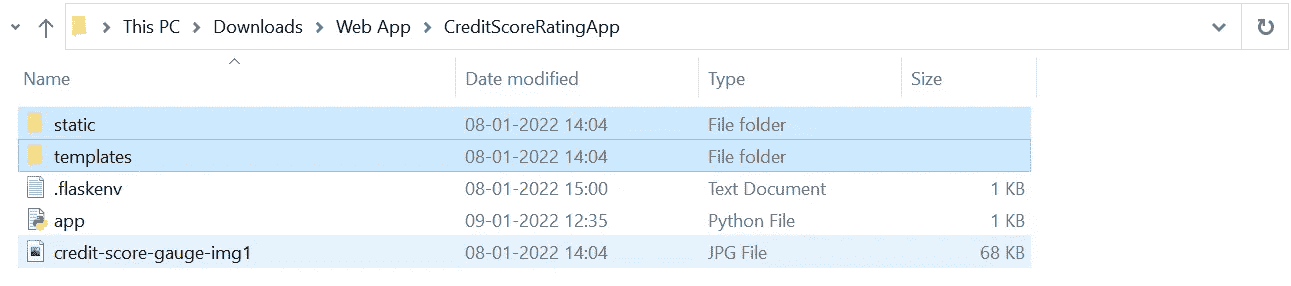 This PC > Downloads > Web App > CreditScoreRatingApp
Name Date modified Type Size
static 08-01-2022 14:04 File folder
templates 08-01-2022 14:04 File folder
.flaskenv 08-01-2022 15:00 Text Document 1 KB
app 09-01-2022 12:35 Python File 1 KB
credit-score-gauge-img1 08-01-2022 14:04 JPG File 68 KB